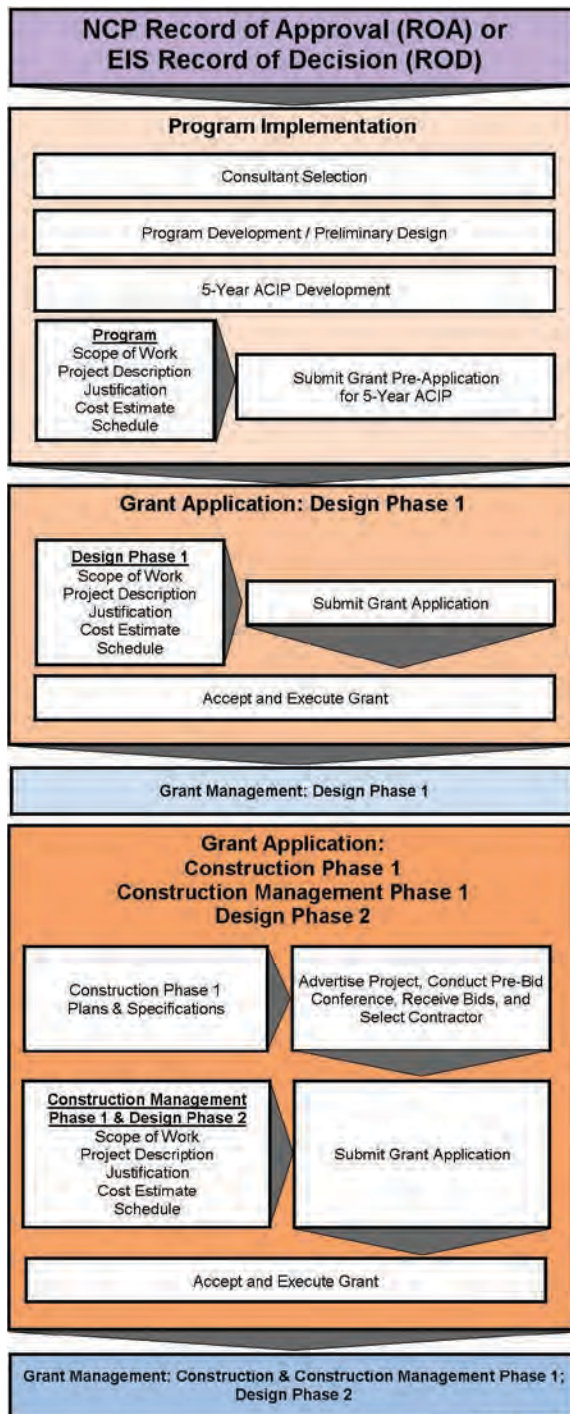 NCP Record of Approval (ROA) or
EIS Record of Decision (ROD)
Program Implementation
Consultant Selection
Program Development / Preliminary Design
5-Year ACIP Development
Program
Scope of Work
Project Description
Justification
Cost Estimate
Schedule
Submit Grant Pre-Application
for 5-Year ACIP
Grant Application: Design Phase 1
Design Phase 1
Scope of Work
Project Description
Justification
Cost Estimate
Schedule
Submit Grant Application
Accept and Execute Grant
Grant Management: Design Phase 1
Grant Application:
Construction Phase 1
Construction Management Phase 1
Design Phase 2
Construction Phase 1
Plans & Specifications
Advertise Project, Conduct Pre-Bid
Conference, Receive Bids, and
Select Contractor
Construction Management
Phase 1 & Design Phase 2
Scope of Work
Project Description
Justification
Cost Estimate
Schedule
Submit Grant Application
Accept and Execute Grant
Grant Management: Construction & Construction Management Phase 1;
Design Phase 2